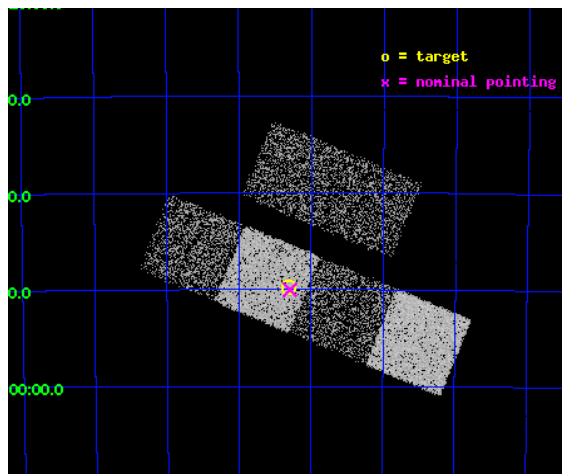 o = target
x = nominal pointing
0.0
0.0
0.0
00:00.0